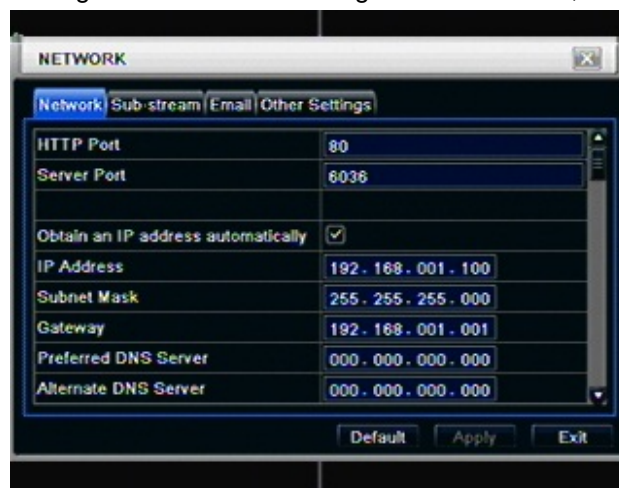 NETWORK
Network Sub-stream Email Other Settings
HTTP Port 80
Server Port 6036
Obtain an IP address automatically
IP Address 192 . 168 . 001 . 100
Subnet Mask 255 . 255 . 255 . 000
Gateway 192 . 168 . 001 . 001
Preferred DNS Server 000 . 000 . 000 . 000
Alternate DNS Server 000 . 000 . 000 . 000
Default Apply Exit